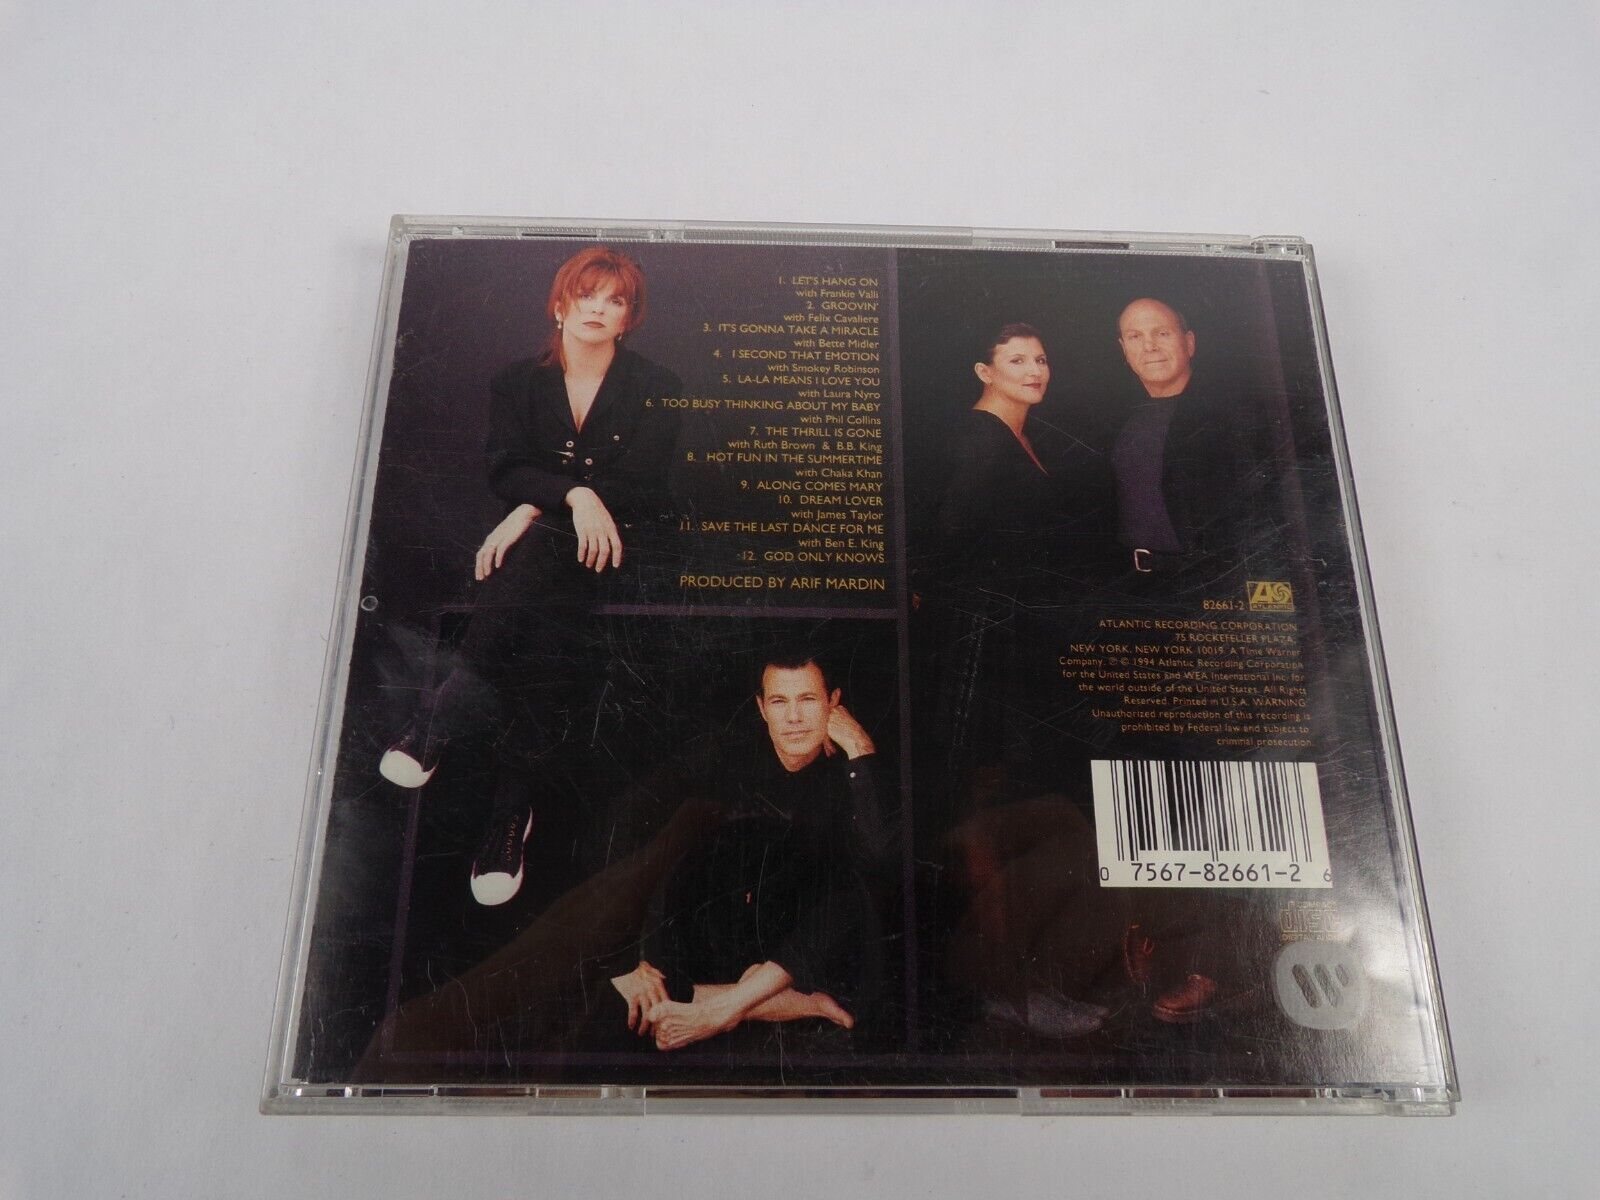 1. LET'S HANG ON
with Frankie Valli
2. GROOVIN'
with Felix Cavaliere
3. IT'S GONNA TAKE A MIRACLE
with Bette Midler
4. I SECOND THAT EMOTION
with Smokey Robinson
5. LA-LA MEANS I LOVE YOU
with Laura Nyro
6. TOO BUSY THINKING ABOUT MY BABY
with Phil Collins
7. THE THRILL IS GONE
with Ruth Brown & B.B. King
8. HOT FUN IN THE SUMMERTIME
with Chaka Khan
9. ALONG COMES MARY
10. DREAM LOVER
with James Taylor
11. SAVE THE LAST DANCE FOR ME
with Ben E. King
12. GOD ONLY KNOWS
PRODUCED BY ARIF MARDIN
82661-2
ATLANTIC
ATLANTIC RECORDING CORPORATION
75 ROCKEFELLER PLAZA,
NEW YORK, NEW YORK 10019. A Time Warner
Company. ℗ © 1994 Atlantic Recording Corporation
for the United States and WEA International Inc. for
the world outside of the United States. All Rights
Reserved. Printed in U.S.A. WARNING:
Unauthorized reproduction of this recording is
prohibited by Federal law and subject to
criminal prosecution.
0 7567-82661-2 6
COMPACT
disc
DIGITAL AUDIO
1